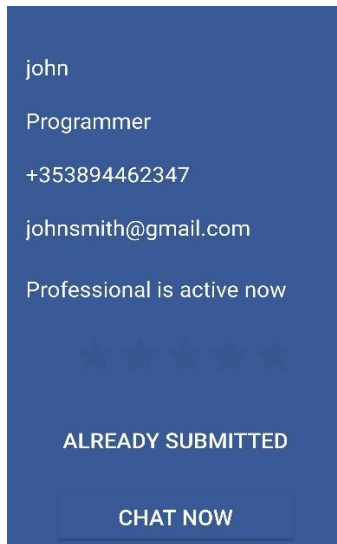 john
Programmer
+353894462347
johnsmith@gmail.com
Professional is active now
ALREADY SUBMITTED
CHAT NOW